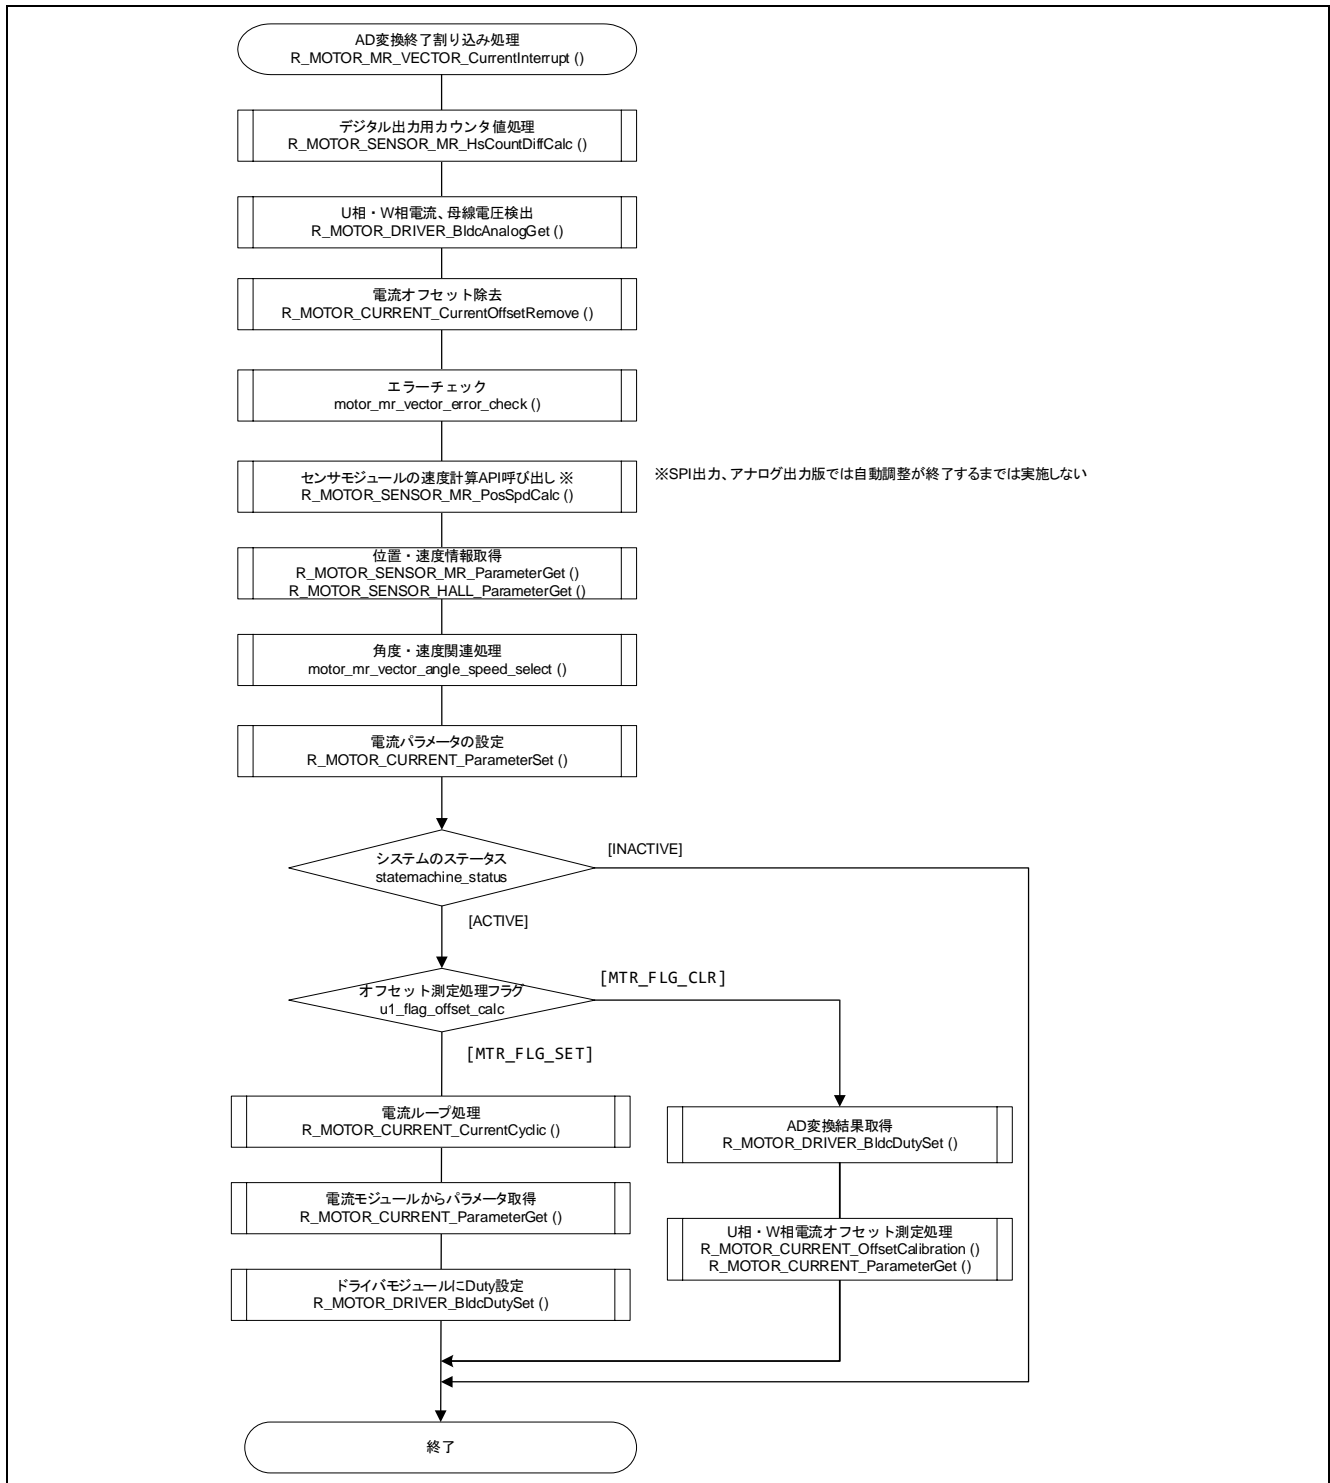 AD変換終了割り込み処理
R_MOTOR_MR_VECTOR_CurrentInterrupt ()
デジタル出力用カウンタ値処理
R_MOTOR_SENSOR_MR_HsCountDiffCalc ()
U相・W相電流、母線電圧検出
R_MOTOR_DRIVER_BldcAnalogGet ()
電流オフセット除去
R_MOTOR_CURRENT_CurrentOffsetRemove ()
エラーチェック
motor_mr_vector_error_check ()
センサモジュールの速度計算API呼び出し ※
R_MOTOR_SENSOR_MR_PosSpdCalc ()
※SPI出力、アナログ出力版では自動調整が終了するまでは実施しない
位置・速度情報取得
R_MOTOR_SENSOR_MR_ParameterGet ()
R_MOTOR_SENSOR_HALL_ParameterGet ()
角度・速度関連処理
motor_mr_vector_angle_speed_select ()
電流パラメータの設定
R_MOTOR_CURRENT_ParameterSet ()
システムのステータス
statemachine_status
[INACTIVE]
[ACTIVE]
オフセット測定処理フラグ
u1_flag_offset_calc
[MTR_FLG_CLR]
[MTR_FLG_SET]
電流ループ処理
R_MOTOR_CURRENT_CurrentCyclic ()
電流モジュールからパラメータ取得
R_MOTOR_CURRENT_ParameterGet ()
ドライバモジュールにDuty設定
R_MOTOR_DRIVER_BldcDutySet ()
AD変換結果取得
R_MOTOR_DRIVER_BldcDutySet ()
U相・W相電流オフセット測定処理
R_MOTOR_CURRENT_OffsetCalibration ()
R_MOTOR_CURRENT_ParameterGet ()
終了